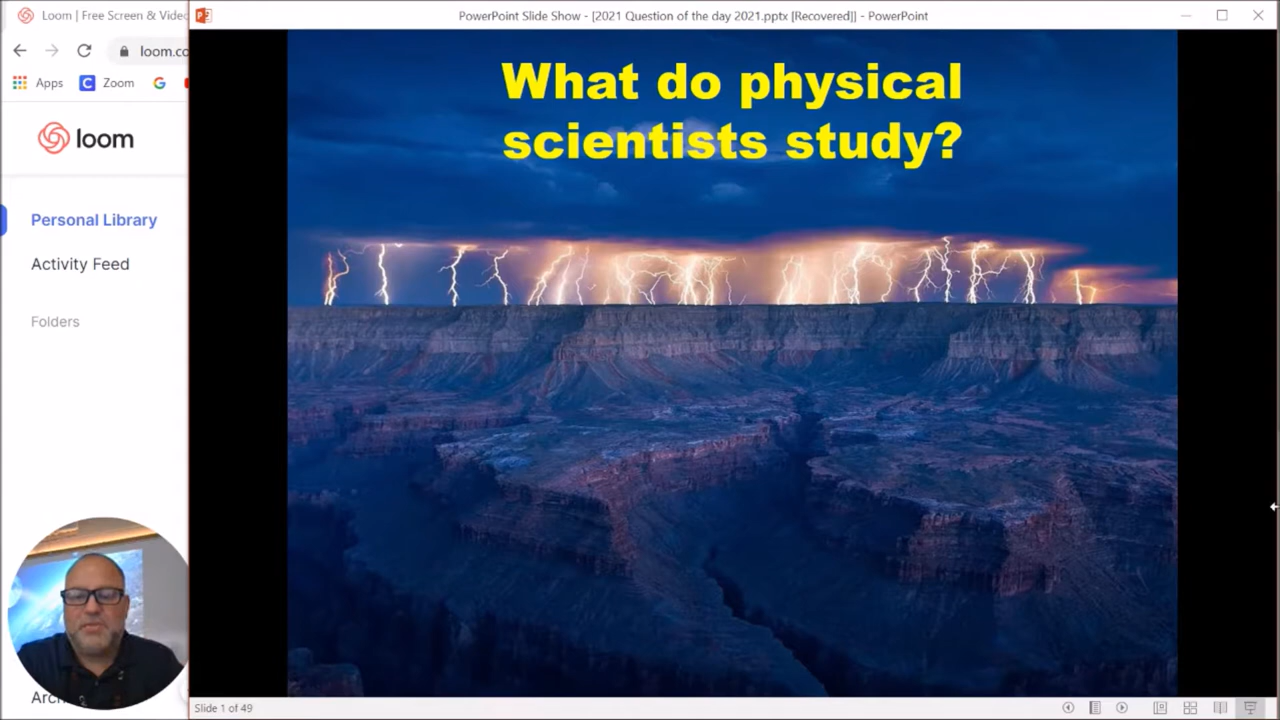 Loom | Free Screen & Video
PowerPoint Slide Show - [2021 Question of the day 2021.pptx [Recovered]] - PowerPoint
loom.co
Apps
Zoom
loom
Personal Library
Activity Feed
Folders
What do physical
scientists study?
Slide 1 of 49